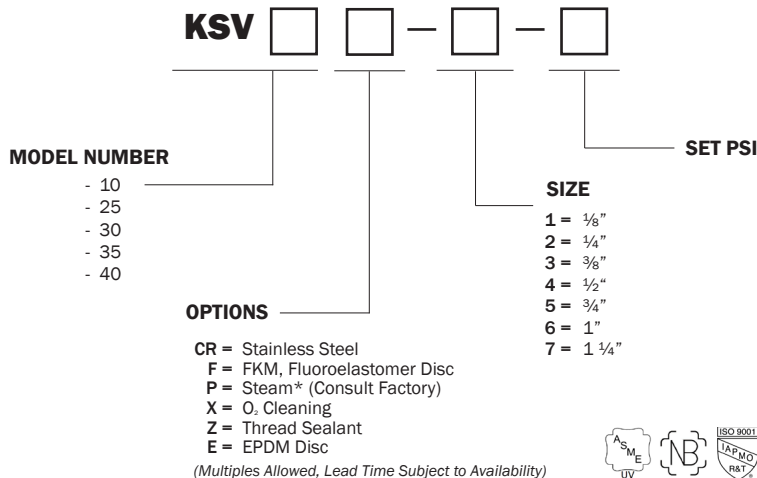 KSV — —
MODEL NUMBER
- 10
- 25
- 30
- 35
- 40
OPTIONS
CR = Stainless Steel
F = FKM, Fluoroelastomer Disc
P = Steam* (Consult Factory)
X = O₂ Cleaning
Z = Thread Sealant
E = EPDM Disc
(Multiples Allowed, Lead Time Subject to Availability)
SIZE
1 = ⅛”
2 = ¼”
3 = ⅜”
4 = ½”
5 = ¾”
6 = 1”
7 = 1 ¼”
SET PSI
ASME
UV
NB
ISO 9001
IAPMO
R&T